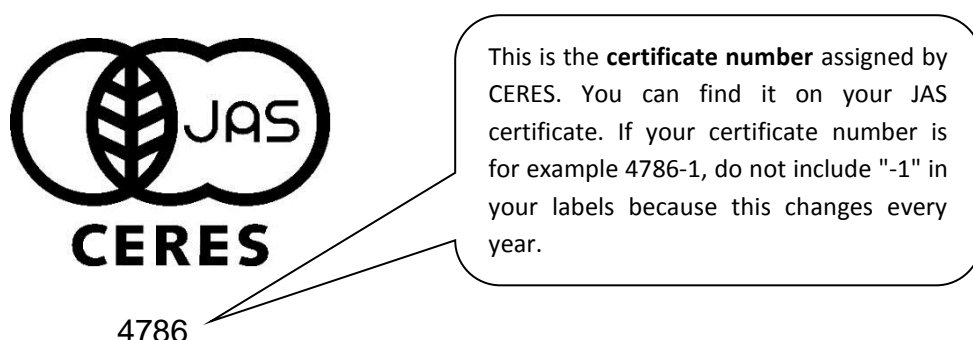 JAS
CERES
4786
This is the certificate number assigned by
CERES. You can find it on your JAS
certificate. If your certificate number is
for example 4786-1, do not include "-1" in
your labels because this changes every
year.